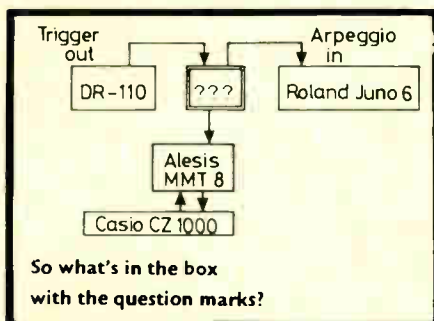 Trigger out
Arpeggio in
DR-110
???
Roland Juno 6
Alesis
MMT 8
Casio CZ 1000
So what's in the box
with the question marks?